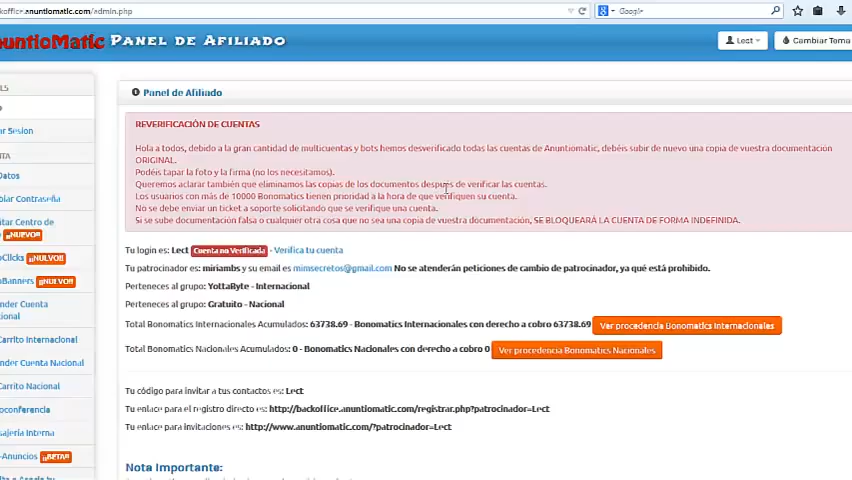 koffice.anuntiomatic.com/admin.php
Google
nuntioMatic PANEL DE AFILIADO
Lect
Cambiar Tema
Panel de Afiliado
REVERIFICACIÓN DE CUENTAS
Hola a todos, debido a la gran cantidad de multicuentas y bots hemos desverificado todas las cuentas de Anuntiomatic, debéis subir de nuevo una copia de vuestra documentación
ORIGINAL.
Podéis tapar la foto y la firma (no los necesitamos).
Queremos aclarar también que eliminamos las copias de los documentos después de verificar las cuentas.
Los usuarios con más de 10000 Bonomatics tienen prioridad a la hora de que verifiquen su cuenta.
No se debe enviar un ticket a soporte solicitando que se verifique una cuenta.
Si se sube documentación falsa o cualquier otra cosa que no sea una copia de vuestra documentación, SE BLOQUEARÁ LA CUENTA DE FORMA INDEFINIDA.
Tu login es: Lect Cuenta no Verificada - Verifica tu cuenta
Tu patrocinador es: miriambs y su email es mimsecretos@gmail.com No se atenderán peticiones de cambio de patrocinador, ya qué está prohibido.
Perteneces al grupo: YottaByte - Internacional
Perteneces al grupo: Gratuito - Nacional
Total Bonomatics Internacionales Acumulados: 63738.69 - Bonomatics Internacionales con derecho a cobro 63738.69 Ver procedencia Bonomatics Internacionales
Total Bonomatics Nacionales Acumulados: 0 - Bonomatics Nacionales con derecho a cobro 0 Ver procedencia Bonomatics Nacionales
Tu código para invitar a tus contactos es: Lect
Tu enlace para el registro directo es: http://backoffice.anuntiomatic.com/registrar.php?patrocinador=Lect
Tu enlace para invitaciones es: http://www.anuntiomatic.com/?patrocinador=Lect
Nota Importante:
LS
ar Sesion
NTA
Datos
biar Contraseña
itar Centro de
¡¡NUEVO!!
oClicks ¡¡NUEVO!!
oBanners ¡¡NUEVO!!
nder Cuenta
ional
Carrito Internacional
nder Cuenta Nacional
Carrito Nacional
oconferencia
sajería Interna
-Anuncios ¡¡BETA!!